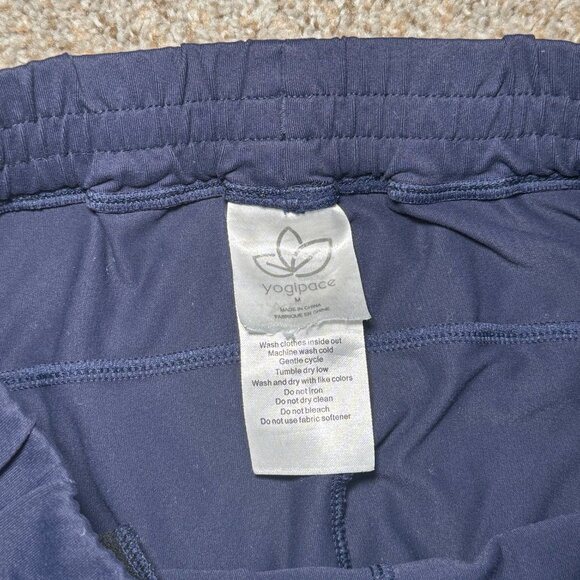 yogipace
M
MADE IN CHINA
FABRIQUÉ EN CHINE
Wash clothes inside out
Machine wash cold
Gentle cycle
Tumble dry low
Wash and dry with like colors
Do not iron
Do not dry clean
Do not bleach
Do not use fabric softener